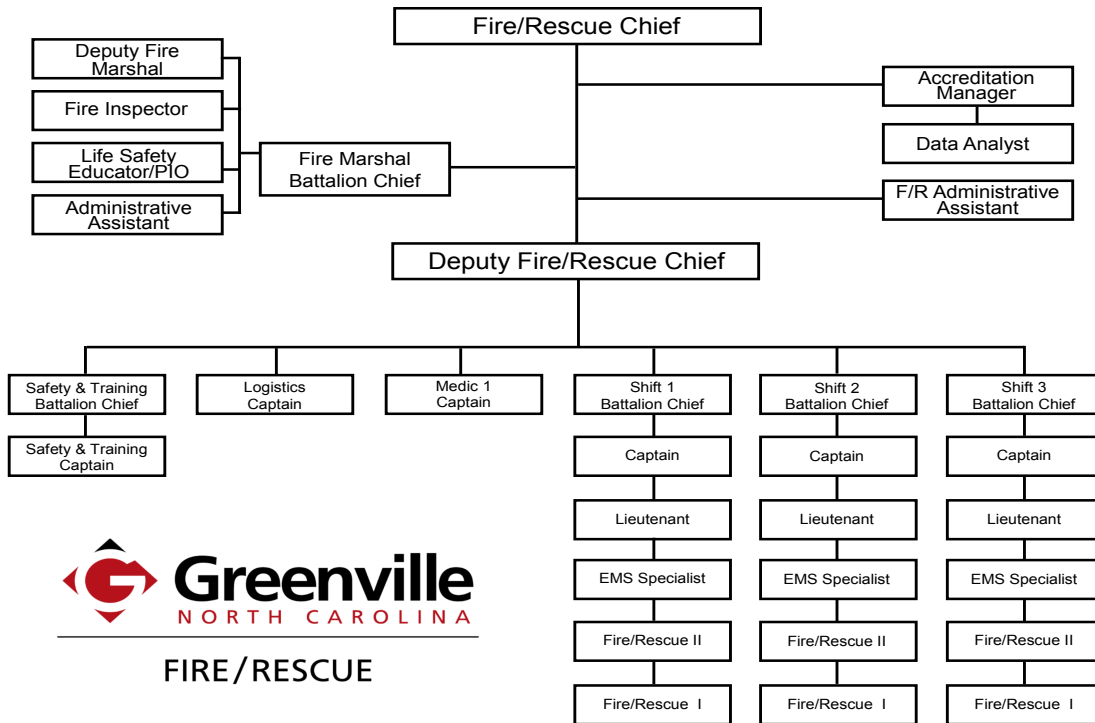 Fire/Rescue Chief
Deputy Fire
Marshal
Fire Inspector
Life Safety
Educator/PIO
Administrative
Assistant
Fire Marshal
Battalion Chief
Accreditation
Manager
Data Analyst
F/R Administrative
Assistant
Deputy Fire/Rescue Chief
Safety & Training
Battalion Chief
Safety & Training
Captain
Logistics
Captain
Medic 1
Captain
Shift 1
Battalion Chief
Captain
Lieutenant
EMS Specialist
Fire/Rescue II
Fire/Rescue I
Shift 2
Battalion Chief
Captain
Lieutenant
EMS Specialist
Fire/Rescue II
Fire/Rescue I
Shift 3
Battalion Chief
Captain
Lieutenant
EMS Specialist
Fire/Rescue II
Fire/Rescue I
G Greenville
NORTH CAROLINA
FIRE/RESCUE